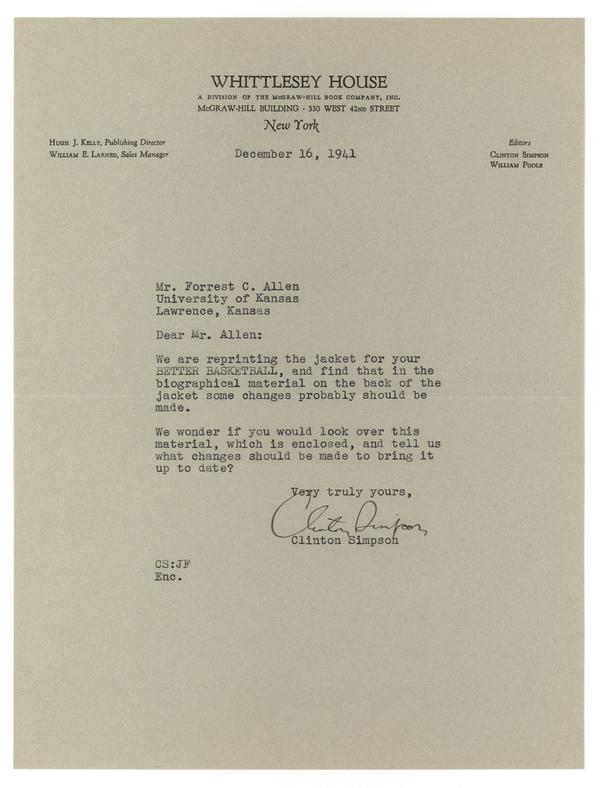 WHITTLESEY HOUSE
A DIVISION OF THE McGRAW-HILL BOOK COMPANY, INC.
McGRAW-HILL BUILDING · 330 WEST 42ND STREET
New York
HUGH J. KELLY, Publishing Director
WILLIAM E. LARNED, Sales Manager
December 16, 1941
Editors
CLINTON SIMPSON
WILLIAM POOLE
Mr. Forrest C. Allen
University of Kansas
Lawrence, Kansas
Dear Mr. Allen:
We are reprinting the jacket for your
BETTER BASKETBALL, and find that in the
biographical material on the back of the
jacket some changes probably should be
made.
We wonder if you would look over this
material, which is enclosed, and tell us
what changes should be made to bring it
up to date?
Very truly yours,
Clinton Simpson
Clinton Simpson
CS:JF
Enc.